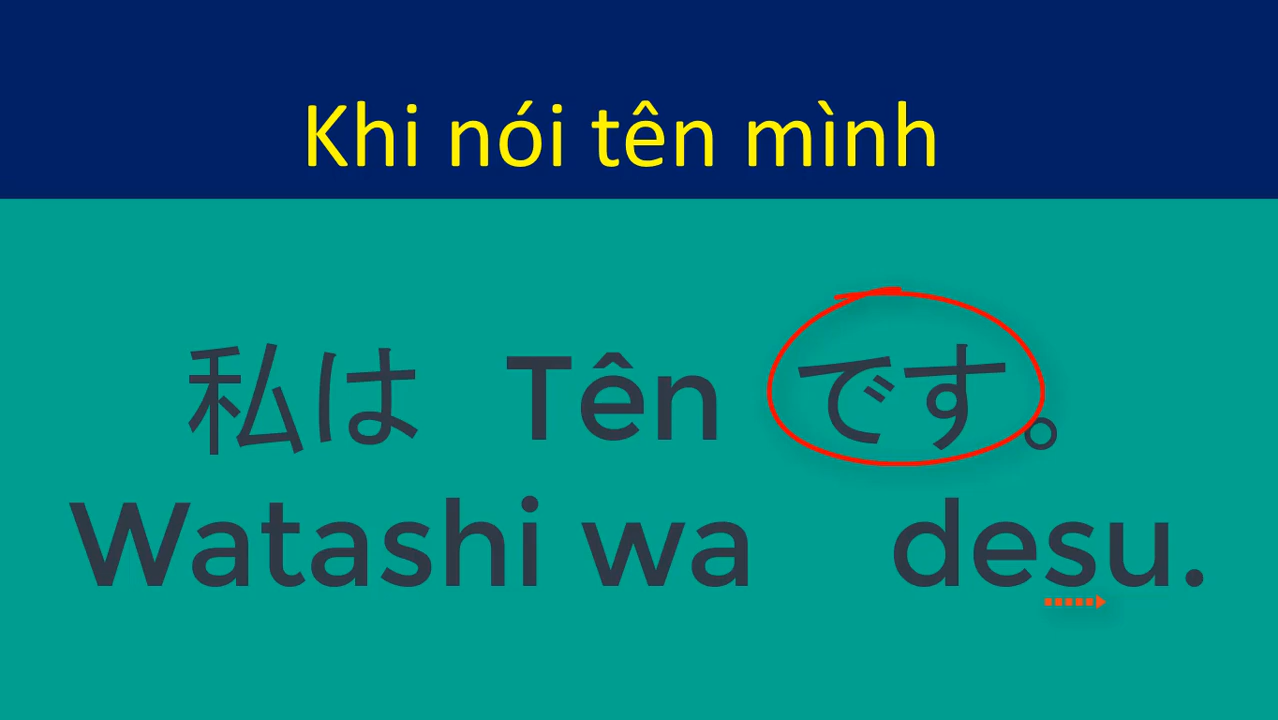 Khi nói tên mình
私は Tên です。
Watashi wa desu.